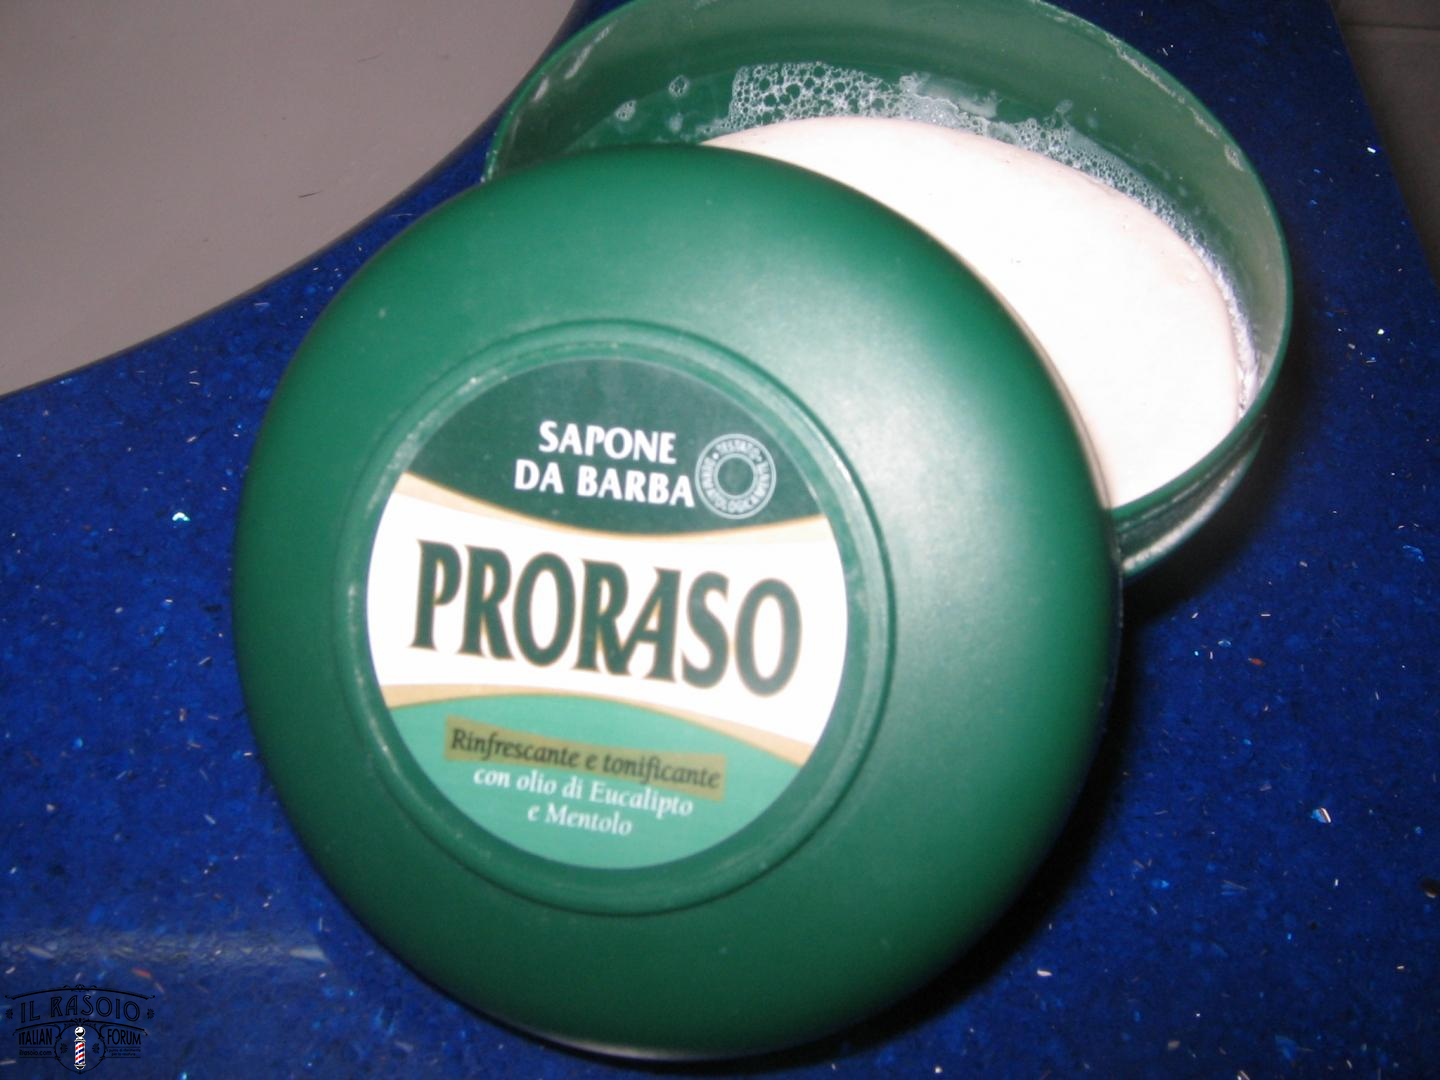 SAPONE
DA BARBA
PRORASO
Rinfrescante e tonificante
con olio di Eucalipto
e Mentolo
IL RASOIO
ITALIAN FORUM